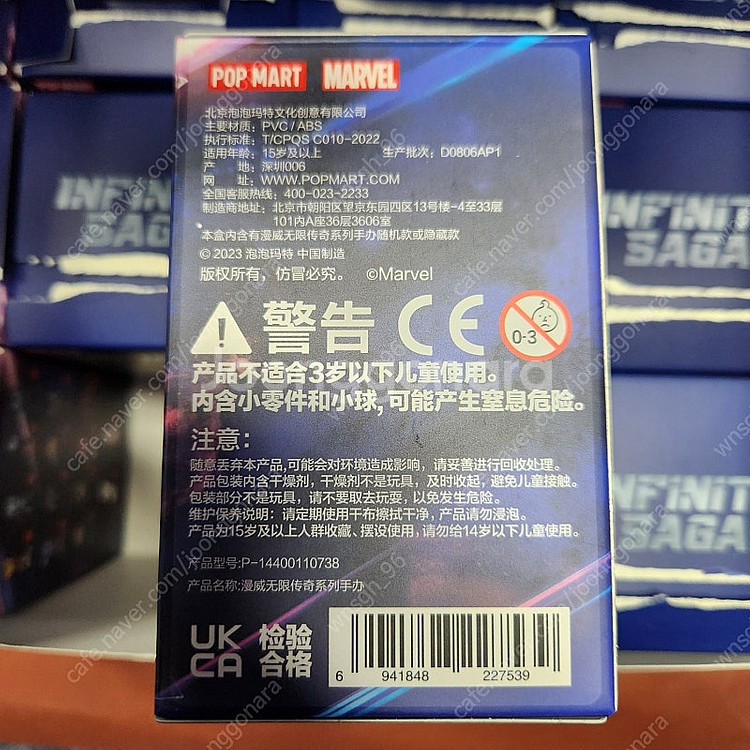 POP MART MARVEL
北京泡泡玛特文化创意有限公司
主要材质: PVC / ABS
执行标准: T/CPQS C010-2022
适用年龄: 15岁及以上 生产批次: D0806AP1
产 地: 深圳006
网 址: WWW.POPMART.COM
全国客服热线: 400-023-2233
制造商地址: 北京市朝阳区望京东园四区13号楼-4至33层
101内A座36层3606室
本盒内含有漫威无限传奇系列手办随机款或隐藏款
© 2023 泡泡玛特 中国制造
版权所有，仿冒必究。 ©Marvel
警告 CE 0-3
产品不适合3岁以下儿童使用。
内含小零件和小球, 可能产生窒息危险。
注意:
随意丢弃本产品,可能会对环境造成影响，请妥善进行回收处理。
产品包装内含干燥剂，干燥剂不是玩具，及时收起，避免儿童接触。
包装部分不是玩具，请不要取去玩耍，以免发生危险。
维护保养说明: 请定期使用干布擦拭干净, 产品请勿浸泡。
产品为15岁及以上人群收藏、摆设使用，请勿给14岁以下儿童使用。
产品型号: P-14400110738
产品名称: 漫威无限传奇系列手办
UK
CA
检验
合格
6 941848 227539
INFINIT
SAGA
INFINIT
SAGA
INFINIT
SAGA
cafe.naver.com/joonggonara
wnsgh_96
joonggonara